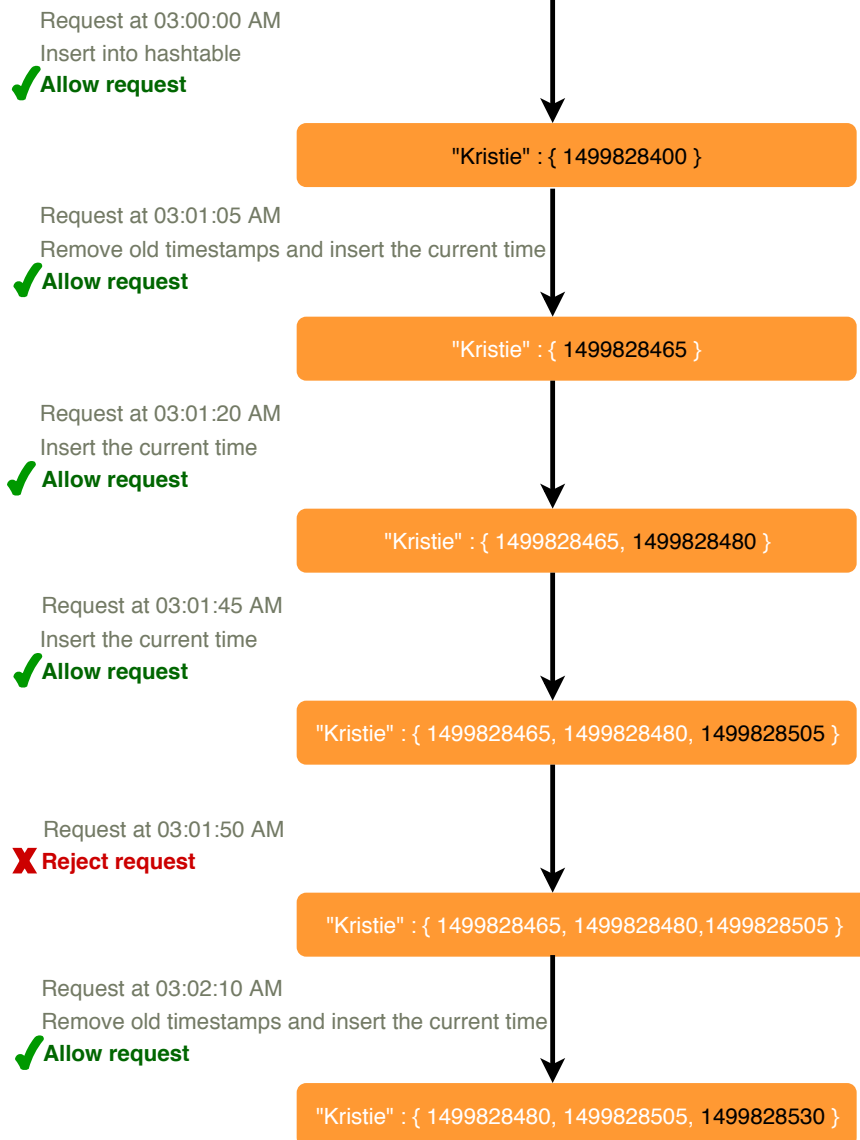 Request at 03:00:00 AM
Insert into hashtable
Allow request
"Kristie" : { 1499828400 }
Request at 03:01:05 AM
Remove old timestamps and insert the current time
Allow request
"Kristie" : { 1499828465 }
Request at 03:01:20 AM
Insert the current time
Allow request
"Kristie" : { 1499828465, 1499828480 }
Request at 03:01:45 AM
Insert the current time
Allow request
"Kristie" : { 1499828465, 1499828480, 1499828505 }
Request at 03:01:50 AM
Reject request
"Kristie" : { 1499828465, 1499828480,1499828505 }
Request at 03:02:10 AM
Remove old timestamps and insert the current time
Allow request
"Kristie" : { 1499828480, 1499828505, 1499828530 }